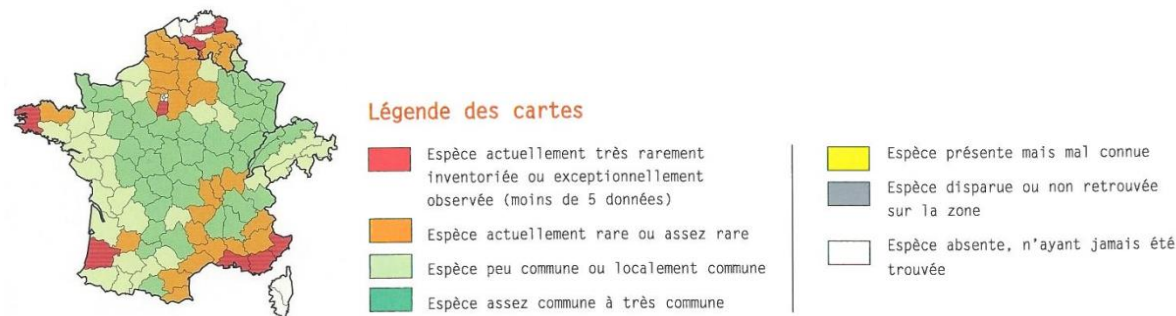 Légende des cartes
Espèce actuellement très rarement
inventoriée ou exceptionnellement
observée (moins de 5 données)
Espèce actuellement rare ou assez rare
Espèce peu commune ou localement commune
Espèce assez commune à très commune
Espèce présente mais mal connue
Espèce disparue ou non retrouvée
sur la zone
Espèce absente, n'ayant jamais été
trouvée